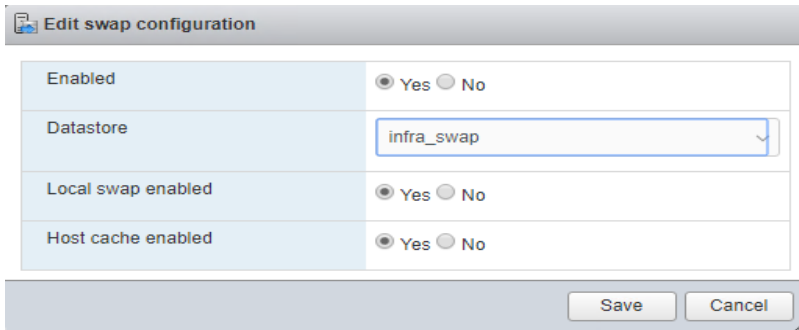 Edit swap configuration
Enabled Yes No
Datastore infra_swap
Local swap enabled Yes No
Host cache enabled Yes No
Save Cancel